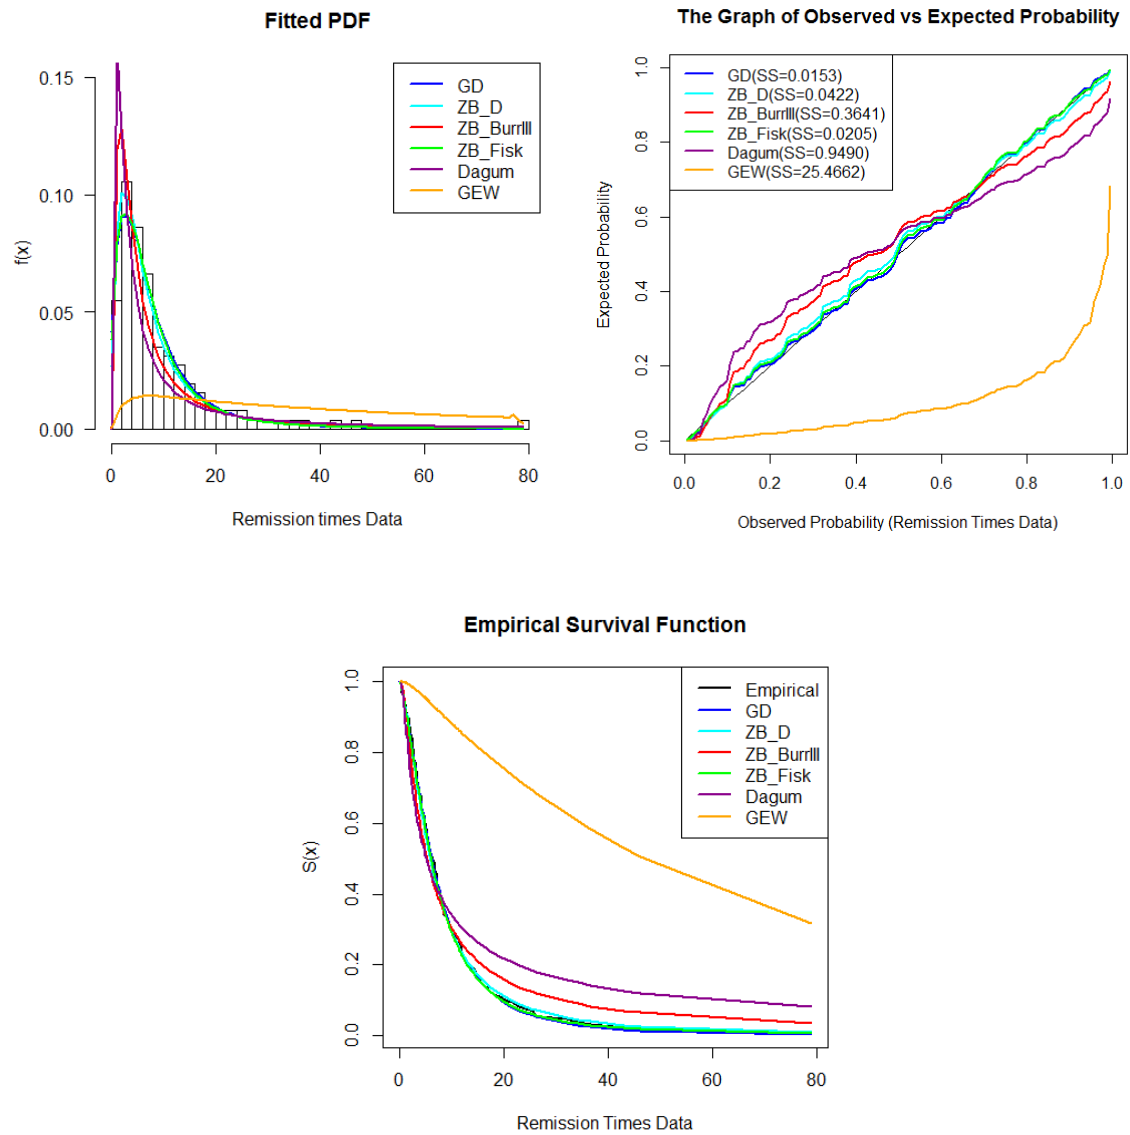 Fitted PDF
f(x)
0.15
0.10
0.05
0.00
GD
ZB_D
ZB_BurrIII
ZB_Fisk
Dagum
GEW
0 20 40 60 80
Remission times Data
The Graph of Observed vs Expected Probability
Expected Probability
1.0
0.8
0.6
0.4
0.2
0.0
GD(SS=0.0153)
ZB_D(SS=0.0422)
ZB_BurrIII(SS=0.3641)
ZB_Fisk(SS=0.0205)
Dagum(SS=0.9490)
GEW(SS=25.4662)
0.0 0.2 0.4 0.6 0.8 1.0
Observed Probability (Remission Times Data)
Empirical Survival Function
S(x)
1.0
0.8
0.6
0.4
0.2
0.0
Empirical
GD
ZB_D
ZB_BurrIII
ZB_Fisk
Dagum
GEW
0 20 40 60 80
Remission Times Data